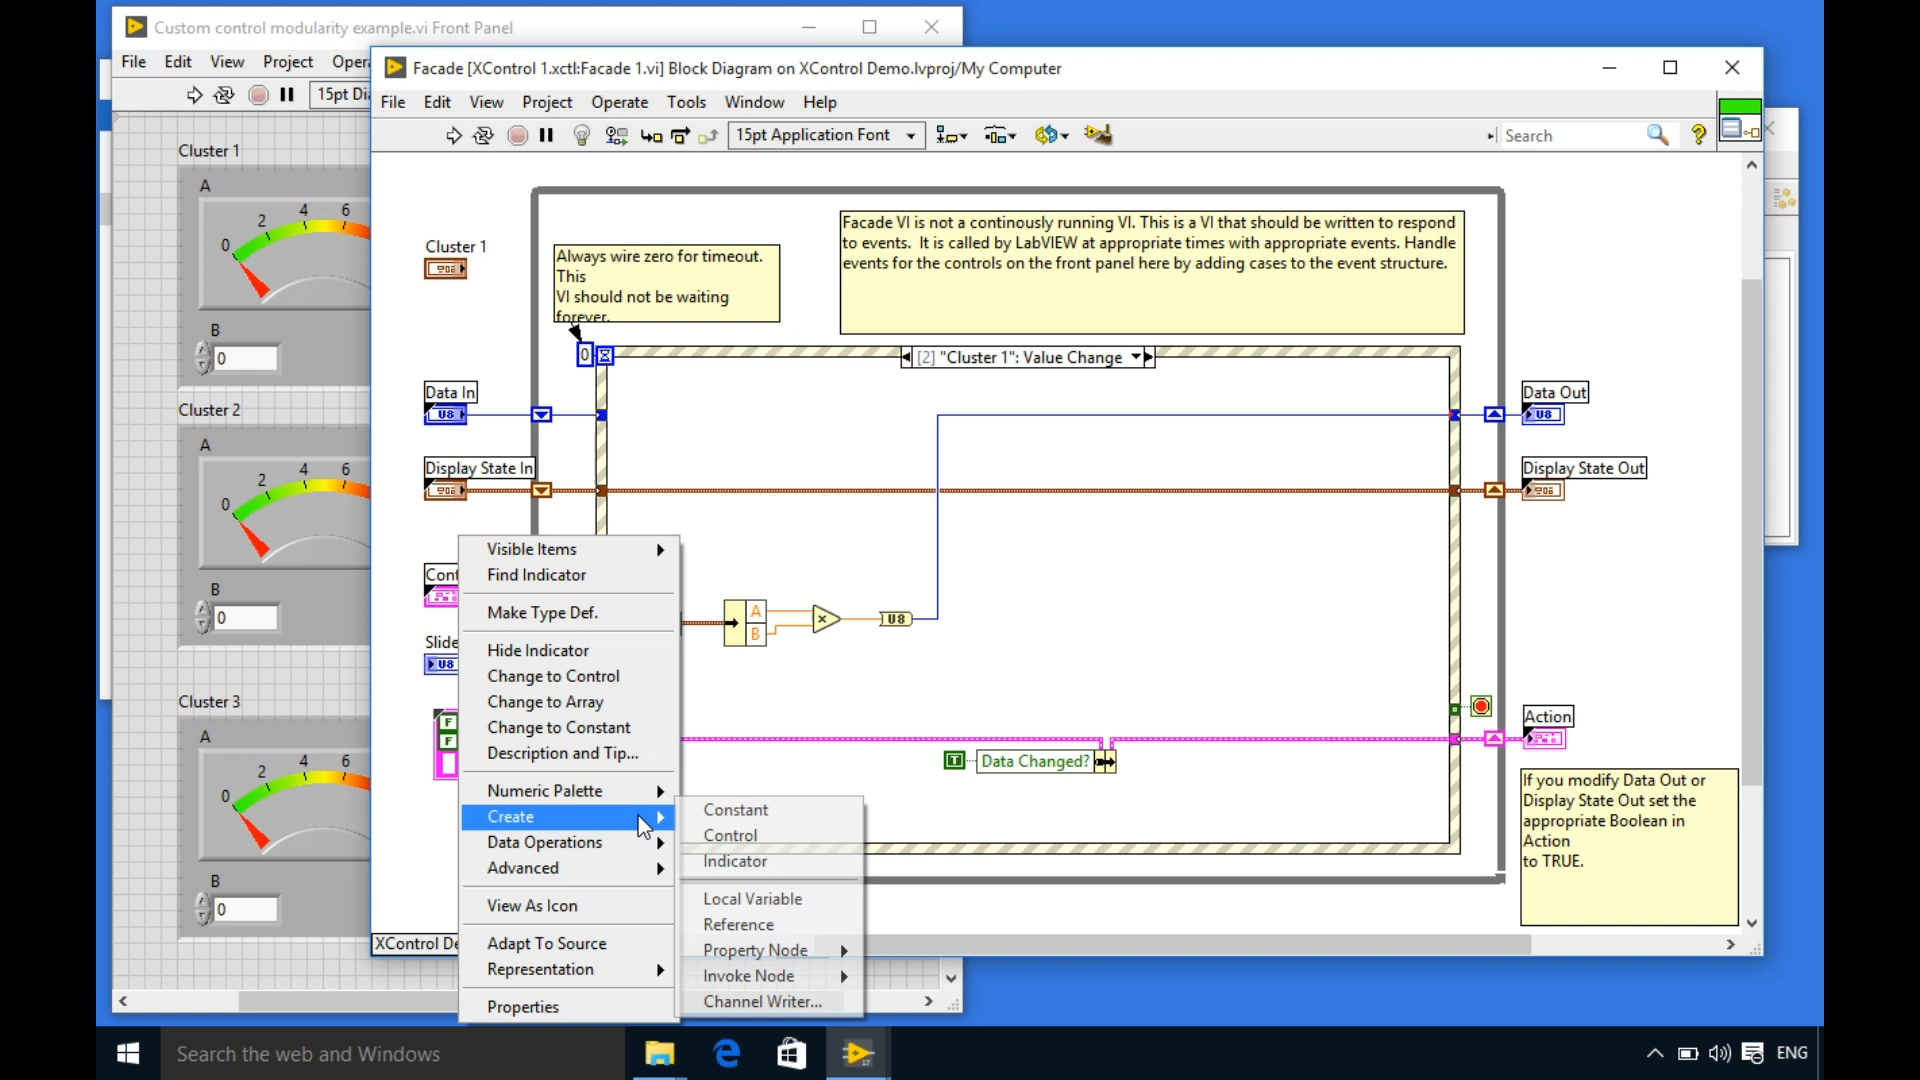 Custom control modularity example.vi Front Panel
File Edit View Project Opera
15pt Di
Cluster 1
A
0 2 4 6
B
0
Cluster 2
A
0 2 4 6
B
0
Cluster 3
A
0 2 4 6
B
0
Facade [XControl 1.xctl:Facade 1.vi] Block Diagram on XControl Demo.lvproj/My Computer
File Edit View Project Operate Tools Window Help
15pt Application Font
Search
?
Cluster 1
Always wire zero for timeout.
This
VI should not be waiting
forever.
Facade VI is not a continously running VI. This is a VI that should be written to respond
to events.  It is called by LabVIEW at appropriate times with appropriate events. Handle
events for the controls on the front panel here by adding cases to the event structure.
0
[2] "Cluster 1": Value Change
Data In
U8
Data Out
U8
Display State In
Display State Out
Cont
Slide
U8
F
F
A
B
x
U8
T
Data Changed?
Action
If you modify Data Out or
Display State Out set the
appropriate Boolean in
Action
to TRUE.
XControl De
Visible Items
Find Indicator
Make Type Def.
Hide Indicator
Change to Control
Change to Array
Change to Constant
Description and Tip...
Numeric Palette
Create
Data Operations
Advanced
View As Icon
Adapt To Source
Representation
Properties
Constant
Control
Indicator
Local Variable
Reference
Property Node
Invoke Node
Channel Writer...
Search the web and Windows
ENG